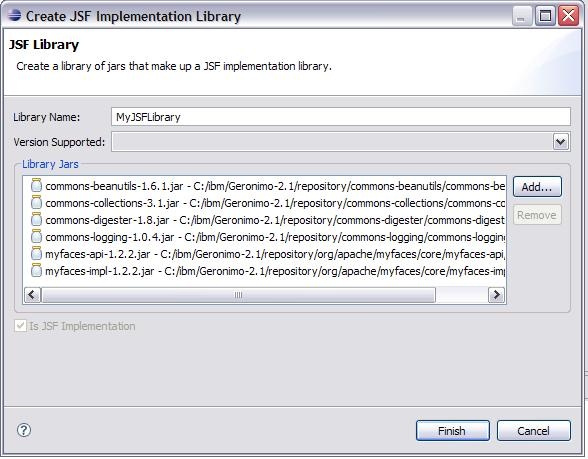 Create JSF Implementation Library
JSF Library
Create a library of jars that make up a JSF implementation library.
Library Name: MyJSFLibrary
Version Supported:
Library Jars
commons-beanutils-1.6.1.jar - C:/ibm/Geronimo-2.1/repository/commons-beanutils/commons-be
commons-collections-3.1.jar - C:/ibm/Geronimo-2.1/repository/commons-collections/commons-co
commons-digester-1.8.jar - C:/ibm/Geronimo-2.1/repository/commons-digester/commons-digest
commons-logging-1.0.4.jar - C:/ibm/Geronimo-2.1/repository/commons-logging/commons-logging
myfaces-api-1.2.2.jar - C:/ibm/Geronimo-2.1/repository/org/apache/myfaces/core/myfaces-api,
myfaces-impl-1.2.2.jar - C:/ibm/Geronimo-2.1/repository/org/apache/myfaces/core/myfaces-imp
Add...
Remove
Is JSF Implementation
?
Finish
Cancel